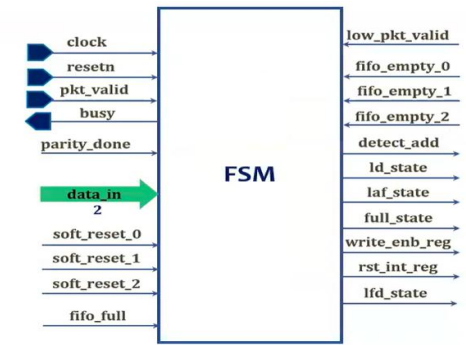 clock
resetn
pkt_valid
busy
parity_done
data_in
2
soft_reset_0
soft_reset_1
soft_reset_2
fifo_full
FSM
low_pkt_valid
fifo_empty_0
fifo_empty_1
fifo_empty_2
detect_add
ld_state
laf_state
full_state
write_enb_reg
rst_int_reg
lfd_state